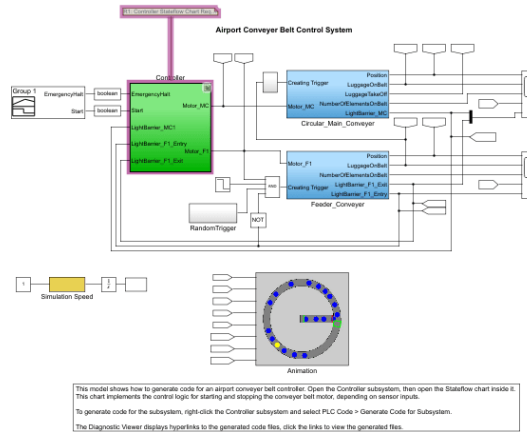 R1: Controller Stateflow Chart Req...
Airport Conveyer Belt Control System
Controller
Group 1
EmergencyHalt
boolean
EmergencyHalt
Start
boolean
Start
Motor_MC
LightBarrier_MC1
LightBarrier_F1_Entry
Motor_F1
LightBarrier_F1_Exit
Creating Trigger
Motor_MC
Position
LuggageOnBelt
LuggageTakeOff
NumberOfElementsOnBelt
LightBarrier_MC
Circular_Main_Conveyer
Motor_F1
Creating Trigger
Position
LuggageOnBelt
NumberOfElementsOnBelt
LightBarrier_F1_Exit
LightBarrier_F1_Entry
Feeder_Conveyer
RandomTrigger
NOT
Simulation Speed
Animation
This model shows how to generate code for an airport conveyer belt controller. Open the Controller subsystem, then open the Stateflow chart inside it.
This chart implements the control logic for starting and stopping the conveyer belt motor, depending on sensor inputs.
To generate code for the subsystem, right-click the Controller subsystem and select PLC Code > Generate Code for Subsystem.
The Diagnostic Viewer displays hyperlinks to the generated code files, click the links to view the generated files.